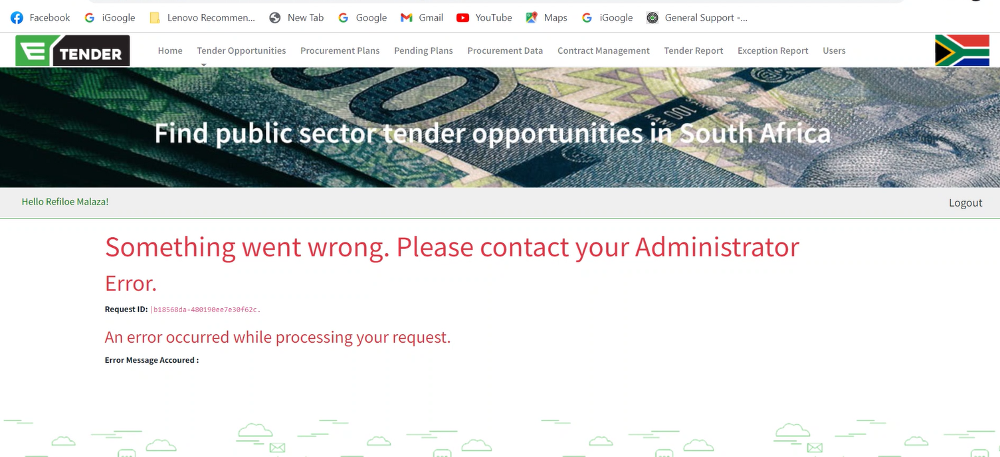 Facebook iGoogle Lenovo Recommen... New Tab Google Gmail YouTube Maps iGoogle General Support -...
E TENDER Home Tender Opportunities Procurement Plans Pending Plans Procurement Data Contract Management Tender Report Exception Report Users
100
RAND
Find public sector tender opportunities in South Africa
Hello Refiloe Malaza! Logout
Something went wrong. Please contact your Administrator
Error.
Request ID: |b18568da-480190ee7e30f62c.
An error occurred while processing your request.
Error Message Accoured :